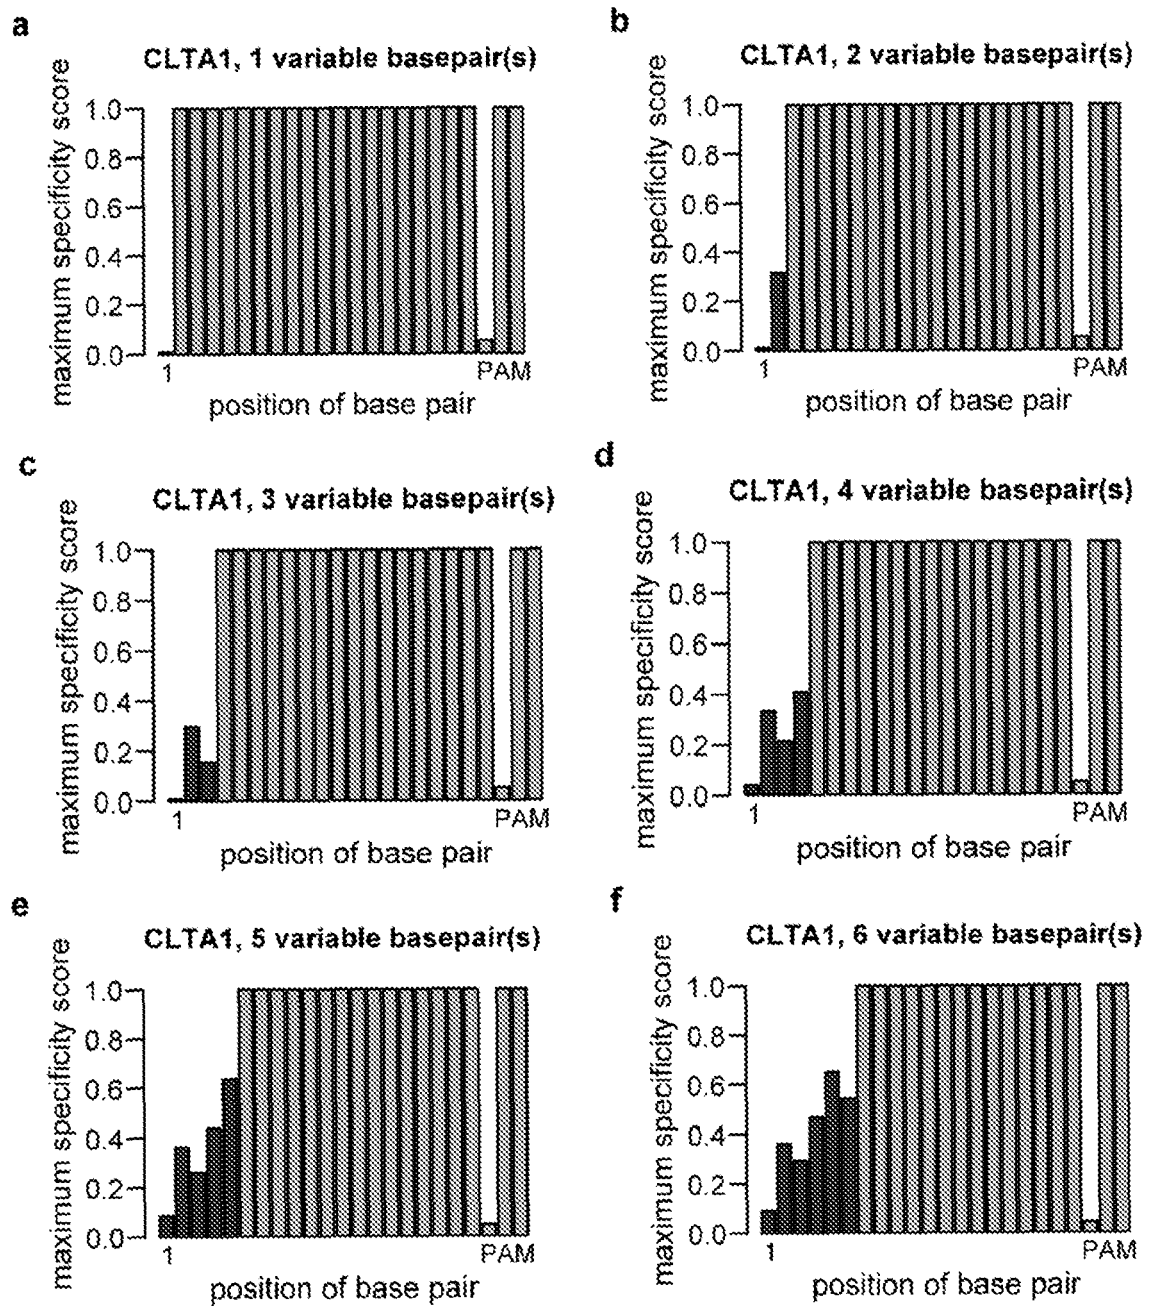 a
CLTA1, 1 variable basepair(s)
maximum specificity score
1.0
0.8
0.6
0.4
0.2
0.0
1
PAM
position of base pair
b
CLTA1, 2 variable basepair(s)
maximum specificity score
1.0
0.8
0.6
0.4
0.2
0.0
1
PAM
position of base pair
c
CLTA1, 3 variable basepair(s)
maximum specificity score
1.0
0.8
0.6
0.4
0.2
0.0
1
PAM
position of base pair
d
CLTA1, 4 variable basepair(s)
maximum specificity score
1.0
0.8
0.6
0.4
0.2
0.0
1
PAM
position of base pair
e
CLTA1, 5 variable basepair(s)
maximum specificity score
1.0
0.8
0.6
0.4
0.2
0.0
1
PAM
position of base pair
f
CLTA1, 6 variable basepair(s)
maximum specificity score
1.0
0.8
0.6
0.4
0.2
0.0
1
PAM
position of base pair